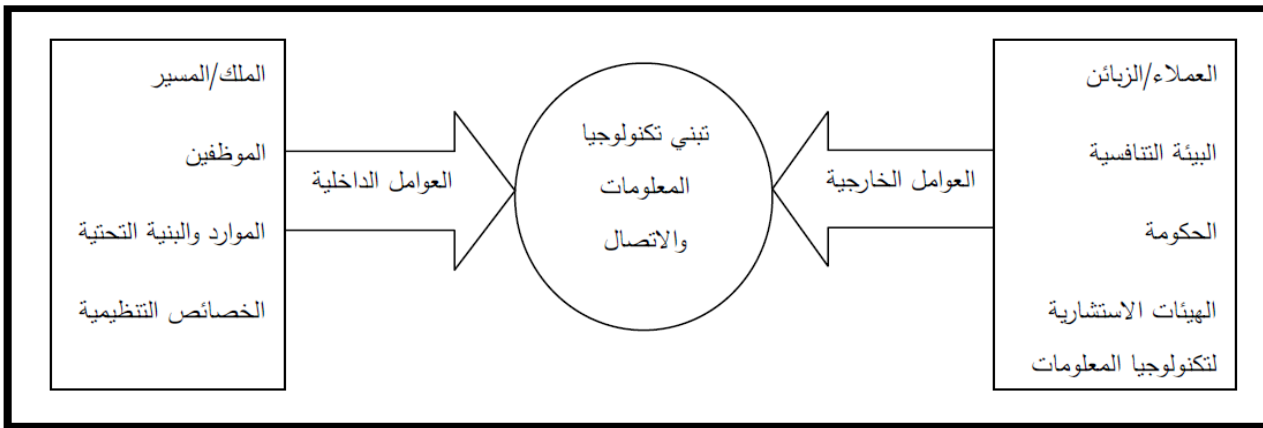 العملاء/الزبائن
البيئة التنافسية
الحكومة
الهيئات الاستشارية
لتكنولوجيا المعلومات
العوامل الخارجية
تبني تكنولوجيا
المعلومات
والاتصال
العوامل الداخلية
الملك/المسير
الموظفين
الموارد والبنية التحتية
الخصائص التنظيمية